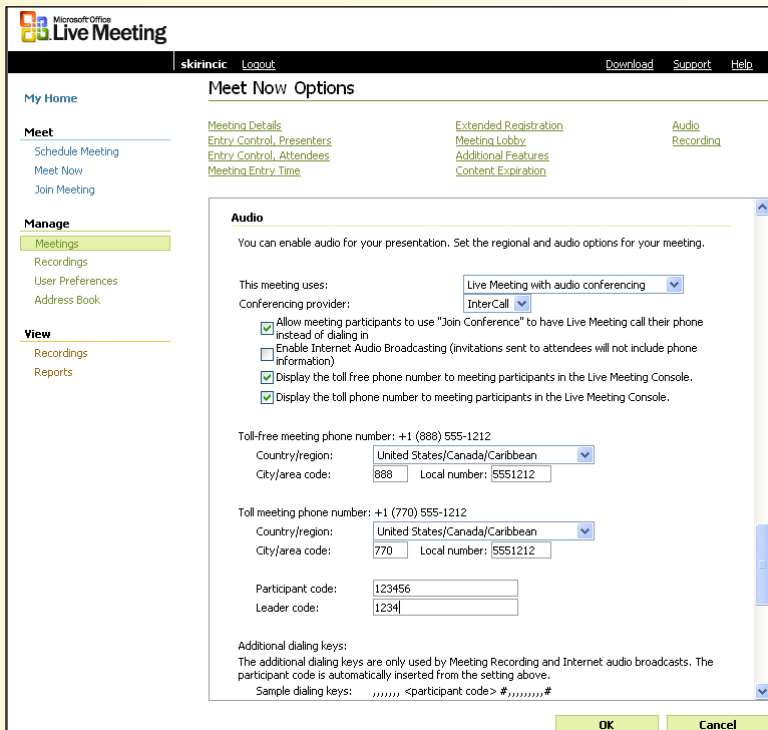 Microsoft Office
Live Meeting
skirincic Logout Download Support Help
My Home
Meet
Schedule Meeting
Meet Now
Join Meeting
Manage
Meetings
Recordings
User Preferences
Address Book
View
Recordings
Reports
Meet Now Options
Meeting Details
Entry Control, Presenters
Entry Control, Attendees
Meeting Entry Time
Extended Registration
Meeting Lobby
Additional Features
Content Expiration
Audio
Recording
Audio
You can enable audio for your presentation. Set the regional and audio options for your meeting.
This meeting uses: Live Meeting with audio conferencing
Conferencing provider: InterCall
Allow meeting participants to use "Join Conference" to have Live Meeting call their phone
instead of dialing in
Enable Internet Audio Broadcasting (invitations sent to attendees will not include phone
information)
Display the toll free phone number to meeting participants in the Live Meeting Console.
Display the toll phone number to meeting participants in the Live Meeting Console.
Toll-free meeting phone number: +1 (888) 555-1212
Country/region: United States/Canada/Caribbean
City/area code: 888 Local number: 5551212
Toll meeting phone number: +1 (770) 555-1212
Country/region: United States/Canada/Caribbean
City/area code: 770 Local number: 5551212
Participant code: 123456
Leader code: 1234
Additional dialing keys:
The additional dialing keys are only used by Meeting Recording and Internet audio broadcasts. The
participant code is automatically inserted from the setting above.
Sample dialing keys: ,,,,,,, <participant code> #,,,,,,,,,#
OK Cancel